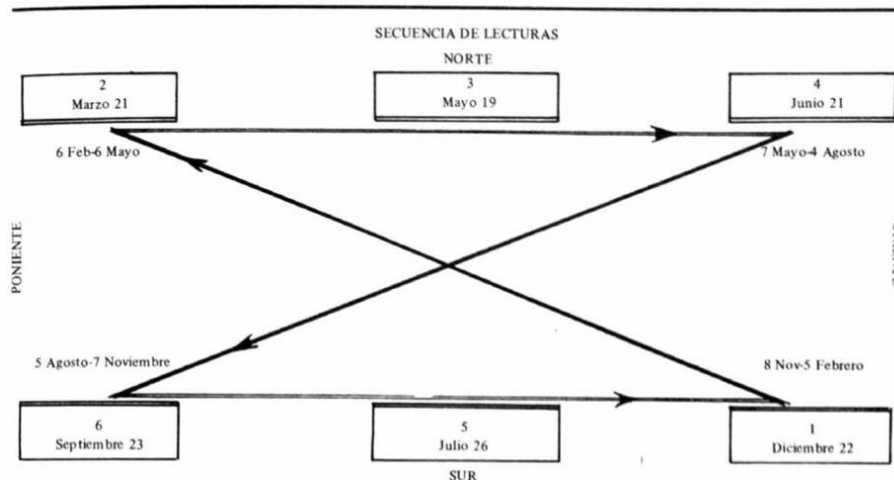 SECUENCIA DE LECTURAS
NORTE
2
Marzo 21
3
Mayo 19
4
Junio 21
6 Feb-6 Mayo
7 Mayo-4 Agosto
PONIENTE
5 Agosto-7 Noviembre
8 Nov-5 Febrero
6
Septiembre 23
5
Julio 26
1
Diciembre 22
SUR